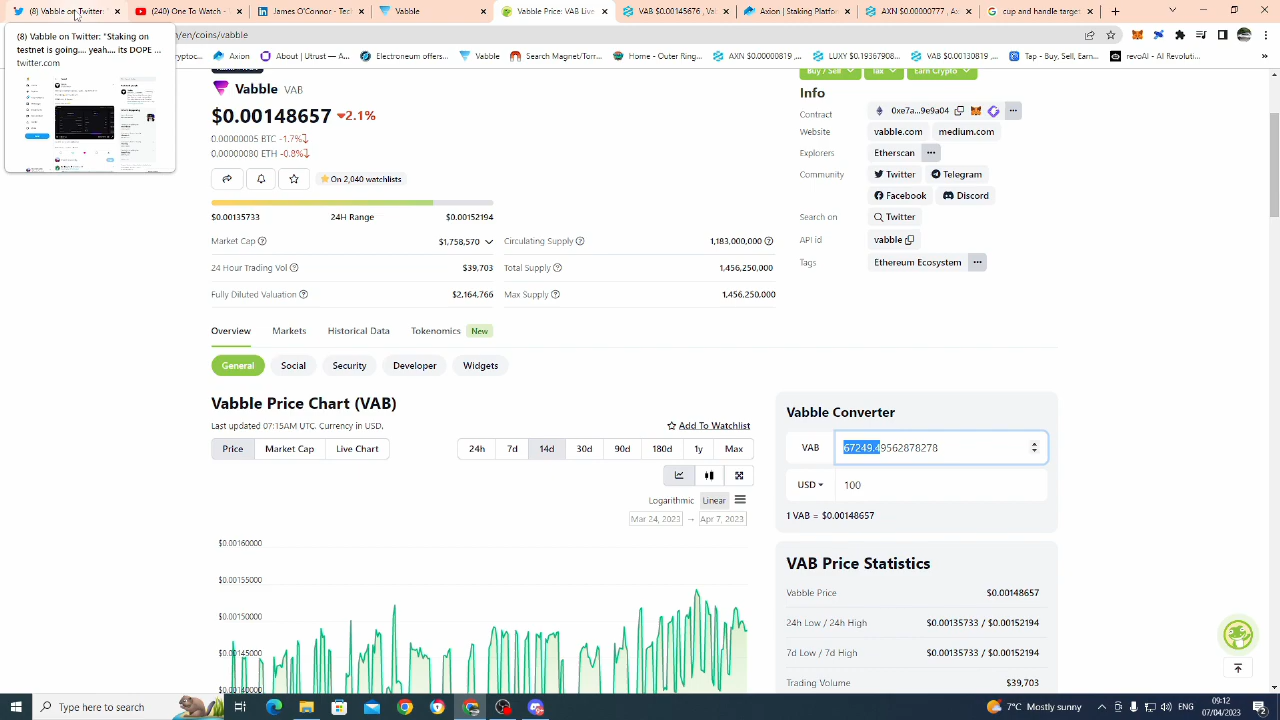 (8) Vabble on Twitter:
(240) One To Watch -
James O'Connor - Tec
Vabble
Vabble Price: VAB Live
VAB $0.00145676 , Va
Axion | Staking Platform
AXN $0.00000777 , Ax
cup and handle target
/en/coins/vabble
crypto...
Axion
About | Utrust — A...
Electroneum offers...
Vabble
Search Magnet/Torr...
Home - Outer Ring...
AXN $0.00009819 ,...
LUXY $0.19367908...
VAB $0.0130819 ,...
Tap - Buy, Sell, an...
revoAI - AI Revoluti...
(8) Vabble on Twitter: "Staking on
testnet is going.... yeah.... its DOPE ...
twitter.com
Vabble VAB
$0.00148657 -2.1%
0.00000005 BTC
0.00000080 ETH
On 2,040 watchlists
$0.00135733 24H Range $0.00152194
Market Cap $1,758,570
Circulating Supply 1,183,000,000
24 Hour Trading Vol $39,703
Total Supply 1,456,250,000
Fully Diluted Valuation $2,164,766
Max Supply 1,456,250,000
Overview Markets Historical Data Tokenomics New
General Social Security Developer Widgets
Vabble Price Chart (VAB)
Last updated 07:15AM UTC. Currency in USD.
Add To Watchlist
Price Market Cap Live Chart
24h 7d 14d 30d 90d 180d 1y Max
Logarithmic Linear
Mar 24, 2023 → Apr 7, 2023
$0.00160000
$0.00155000
$0.00150000
$0.00145000
$0.00140000
Buy / Sell Tax Earn Crypto
Info
Contract
Website vabble.com medium.com
Explorers Etherscan
Community Twitter Telegram
Facebook Discord
Search on Twitter
API id vabble
Tags Ethereum Ecosystem
Vabble Converter
VAB 67249.49562878278
USD 100
1 VAB = $0.00148657
VAB Price Statistics
Vabble Price $0.00148657
24h Low / 24h High $0.00135733 / $0.00152194
7d Low / 7d High $0.00135733 / $0.00152194
Trading Volume $39,703
Type here to search
7°C Mostly sunny
ENG
09:12
07/04/2023
2